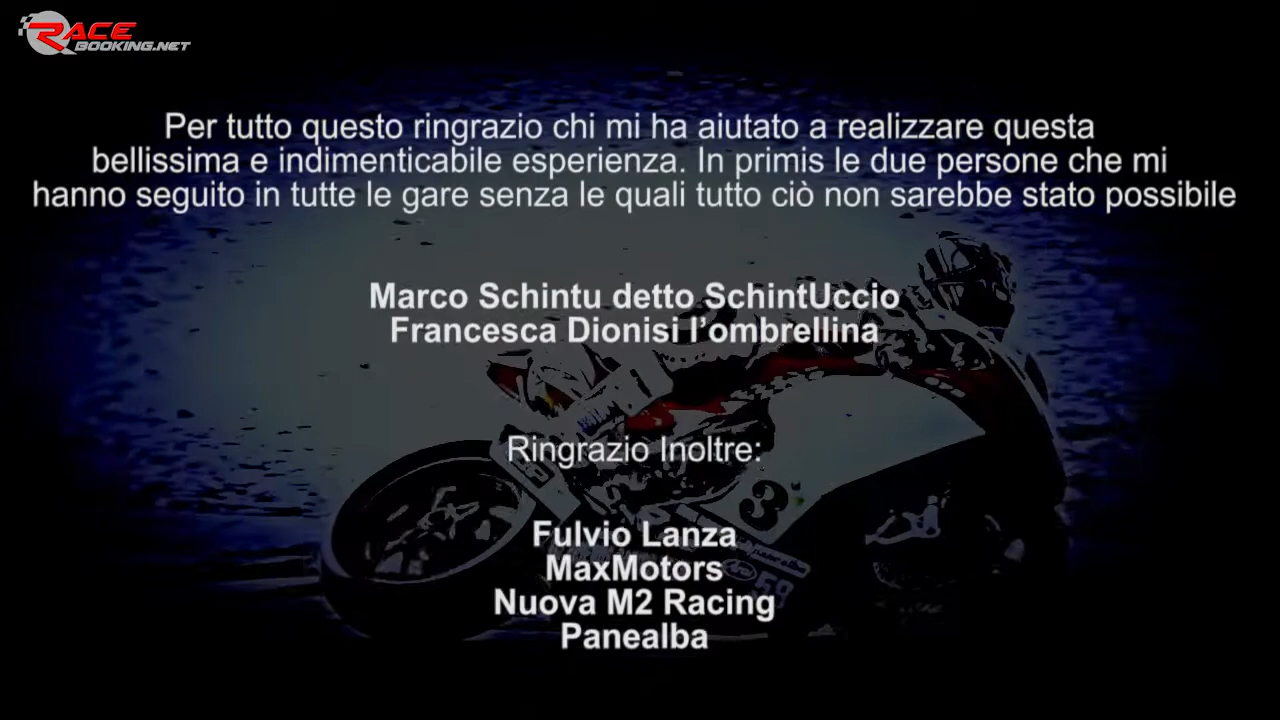 RACE
BOOKING.NET
Per tutto questo ringrazio chi mi ha aiutato a realizzare questa
bellissima e indimenticabile esperienza. In primis le due persone che mi
hanno seguito in tutte le gare senza le quali tutto ciò non sarebbe stato possibile
Marco Schintu detto SchintUccio
Francesca Dionisi l’ombrellina
Ringrazio Inoltre:
3
Fulvio Lanza
MaxMotors
59
Nuova M2 Racing
Panealba